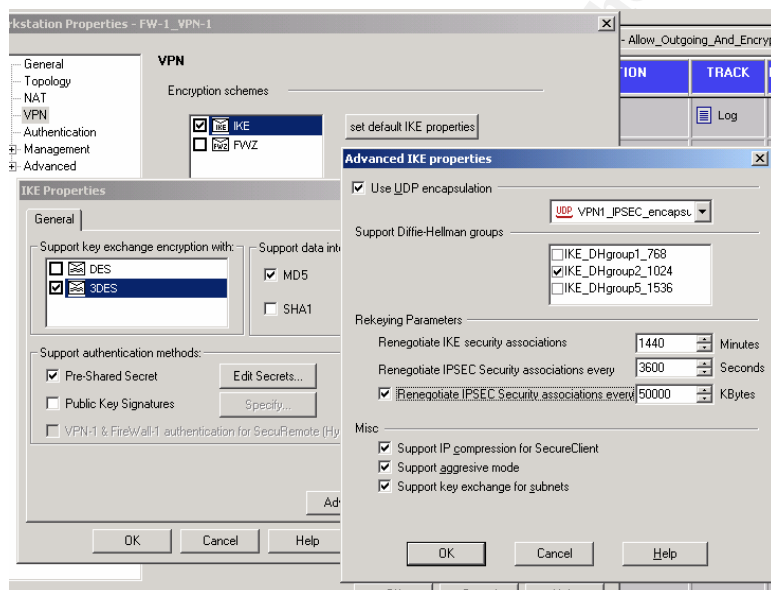 rkstation Properties - FW-1_VPN-1
- Allow_Outgoing_And_Encryp
General
Topology
NAT
VPN
Authentication
Management
Advanced
VPN
Encryption schemes
IKE
FWZ
set default IKE properties
ION
TRACK
Log
IKE Properties
General
Support key exchange encryption with:
DES
3DES
Support data inte
MD5
SHA1
Support authentication methods:
Pre-Shared Secret
Edit Secrets...
Public Key Signatures
Specify...
VPN-1 & FireWall-1 authentication for SecuRemote (Hy
Ad
OK
Cancel
Help
Advanced IKE properties
Use UDP encapsulation
UDP VPN1_IPSEC_encapsu
Support Diffie-Hellman groups
IKE_DHgroup1_768
IKE_DHgroup2_1024
IKE_DHgroup5_1536
Rekeying Parameters
Renegotiate IKE security associations
1440
Minutes
Renegotiate IPSEC Security associations every
3600
Seconds
Renegotiate IPSEC Security associations every
50000
KBytes
Misc
Support IP compression for SecureClient
Support aggresive mode
Support key exchange for subnets
OK
Cancel
Help